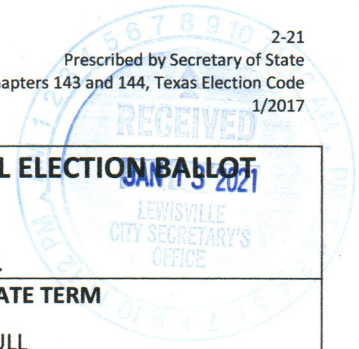 2-21
Prescribed by Secretary of State
apters 143 and 144, Texas Election Code
1/2017
RECEIVED
L ELECTION BALLOT
JAN 13 2021
LEWISVILLE
CITY SECRETARY'S
OFFICE
ATE TERM
ULL